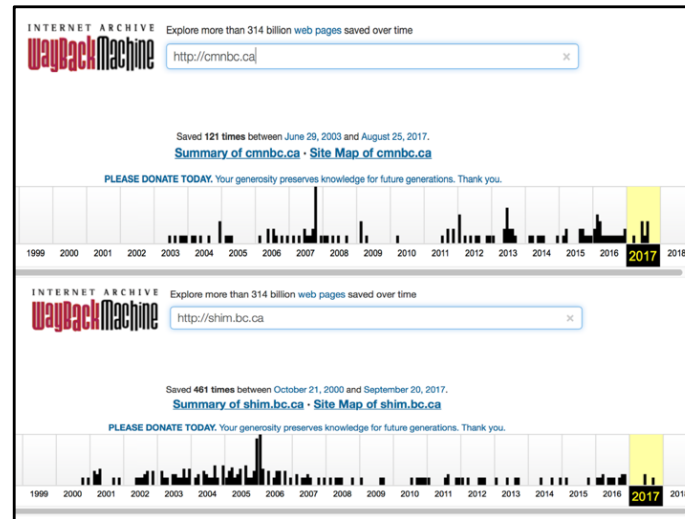 INTERNET ARCHIVE
WayBackMachine
Explore more than 314 billion web pages saved over time
http://cmnbc.ca
×
Saved 121 times between June 29, 2003 and August 25, 2017.
Summary of cmnbc.ca · Site Map of cmnbc.ca
PLEASE DONATE TODAY. Your generosity preserves knowledge for future generations. Thank you.
1999 2000 2001 2002 2003 2004 2005 2006 2007 2008 2009 2010 2011 2012 2013 2014 2015 2016 2017 2018
INTERNET ARCHIVE
WayBackMachine
Explore more than 314 billion web pages saved over time
http://shim.bc.ca
×
Saved 461 times between October 21, 2000 and September 20, 2017.
Summary of shim.bc.ca · Site Map of shim.bc.ca
PLEASE DONATE TODAY. Your generosity preserves knowledge for future generations. Thank you.
1999 2000 2001 2002 2003 2004 2005 2006 2007 2008 2009 2010 2011 2012 2013 2014 2015 2016 2017 2018